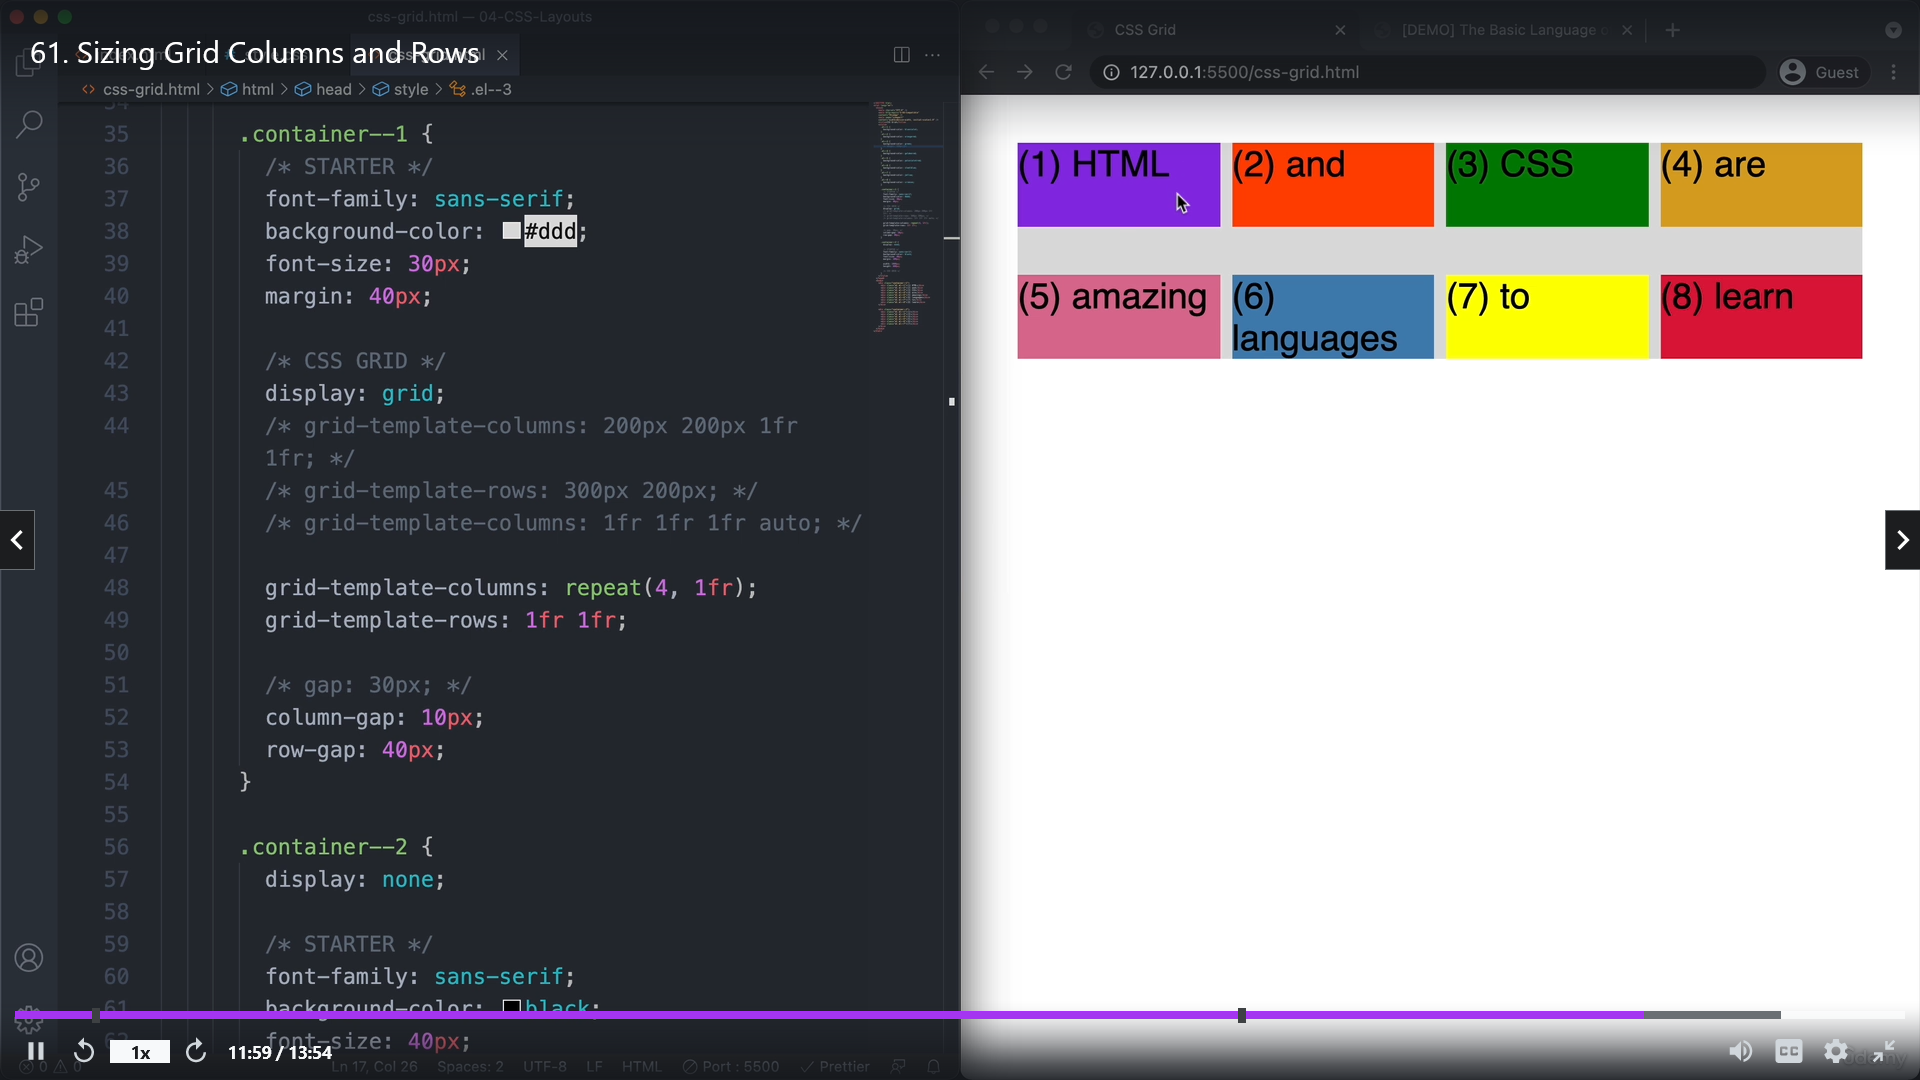 css-grid.html — 04-CSS-Layouts
61. Sizing Grid Columns and Rows
css-grid.html > html > head > style > .el--3
34
35 .container--1 {
36 /* STARTER */
37 font-family: sans-serif;
38 background-color: #ddd;
39 font-size: 30px;
40 margin: 40px;
41
42 /* CSS GRID */
43 display: grid;
44 /* grid-template-columns: 200px 200px 1fr
1fr; */
45 /* grid-template-rows: 300px 200px; */
46 /* grid-template-columns: 1fr 1fr 1fr auto; */
47
48 grid-template-columns: repeat(4, 1fr);
49 grid-template-rows: 1fr 1fr;
50
51 /* gap: 30px; */
52 column-gap: 10px;
53 row-gap: 40px;
54 }
55
56 .container--2 {
57 display: none;
58
59 /* STARTER */
60 font-family: sans-serif;
61 background-color: black;
62 font-size: 40px;
CSS Grid
[DEMO] The Basic Language o
127.0.0.1:5500/css-grid.html
Guest
(1) HTML
(2) and
(3) CSS
(4) are
(5) amazing
(6)
languages
(7) to
(8) learn
1x
11:59 / 13:54
0 0
Ln 17, Col 26
Spaces: 2
UTF-8
LF
HTML
Port : 5500
Prettier
CC